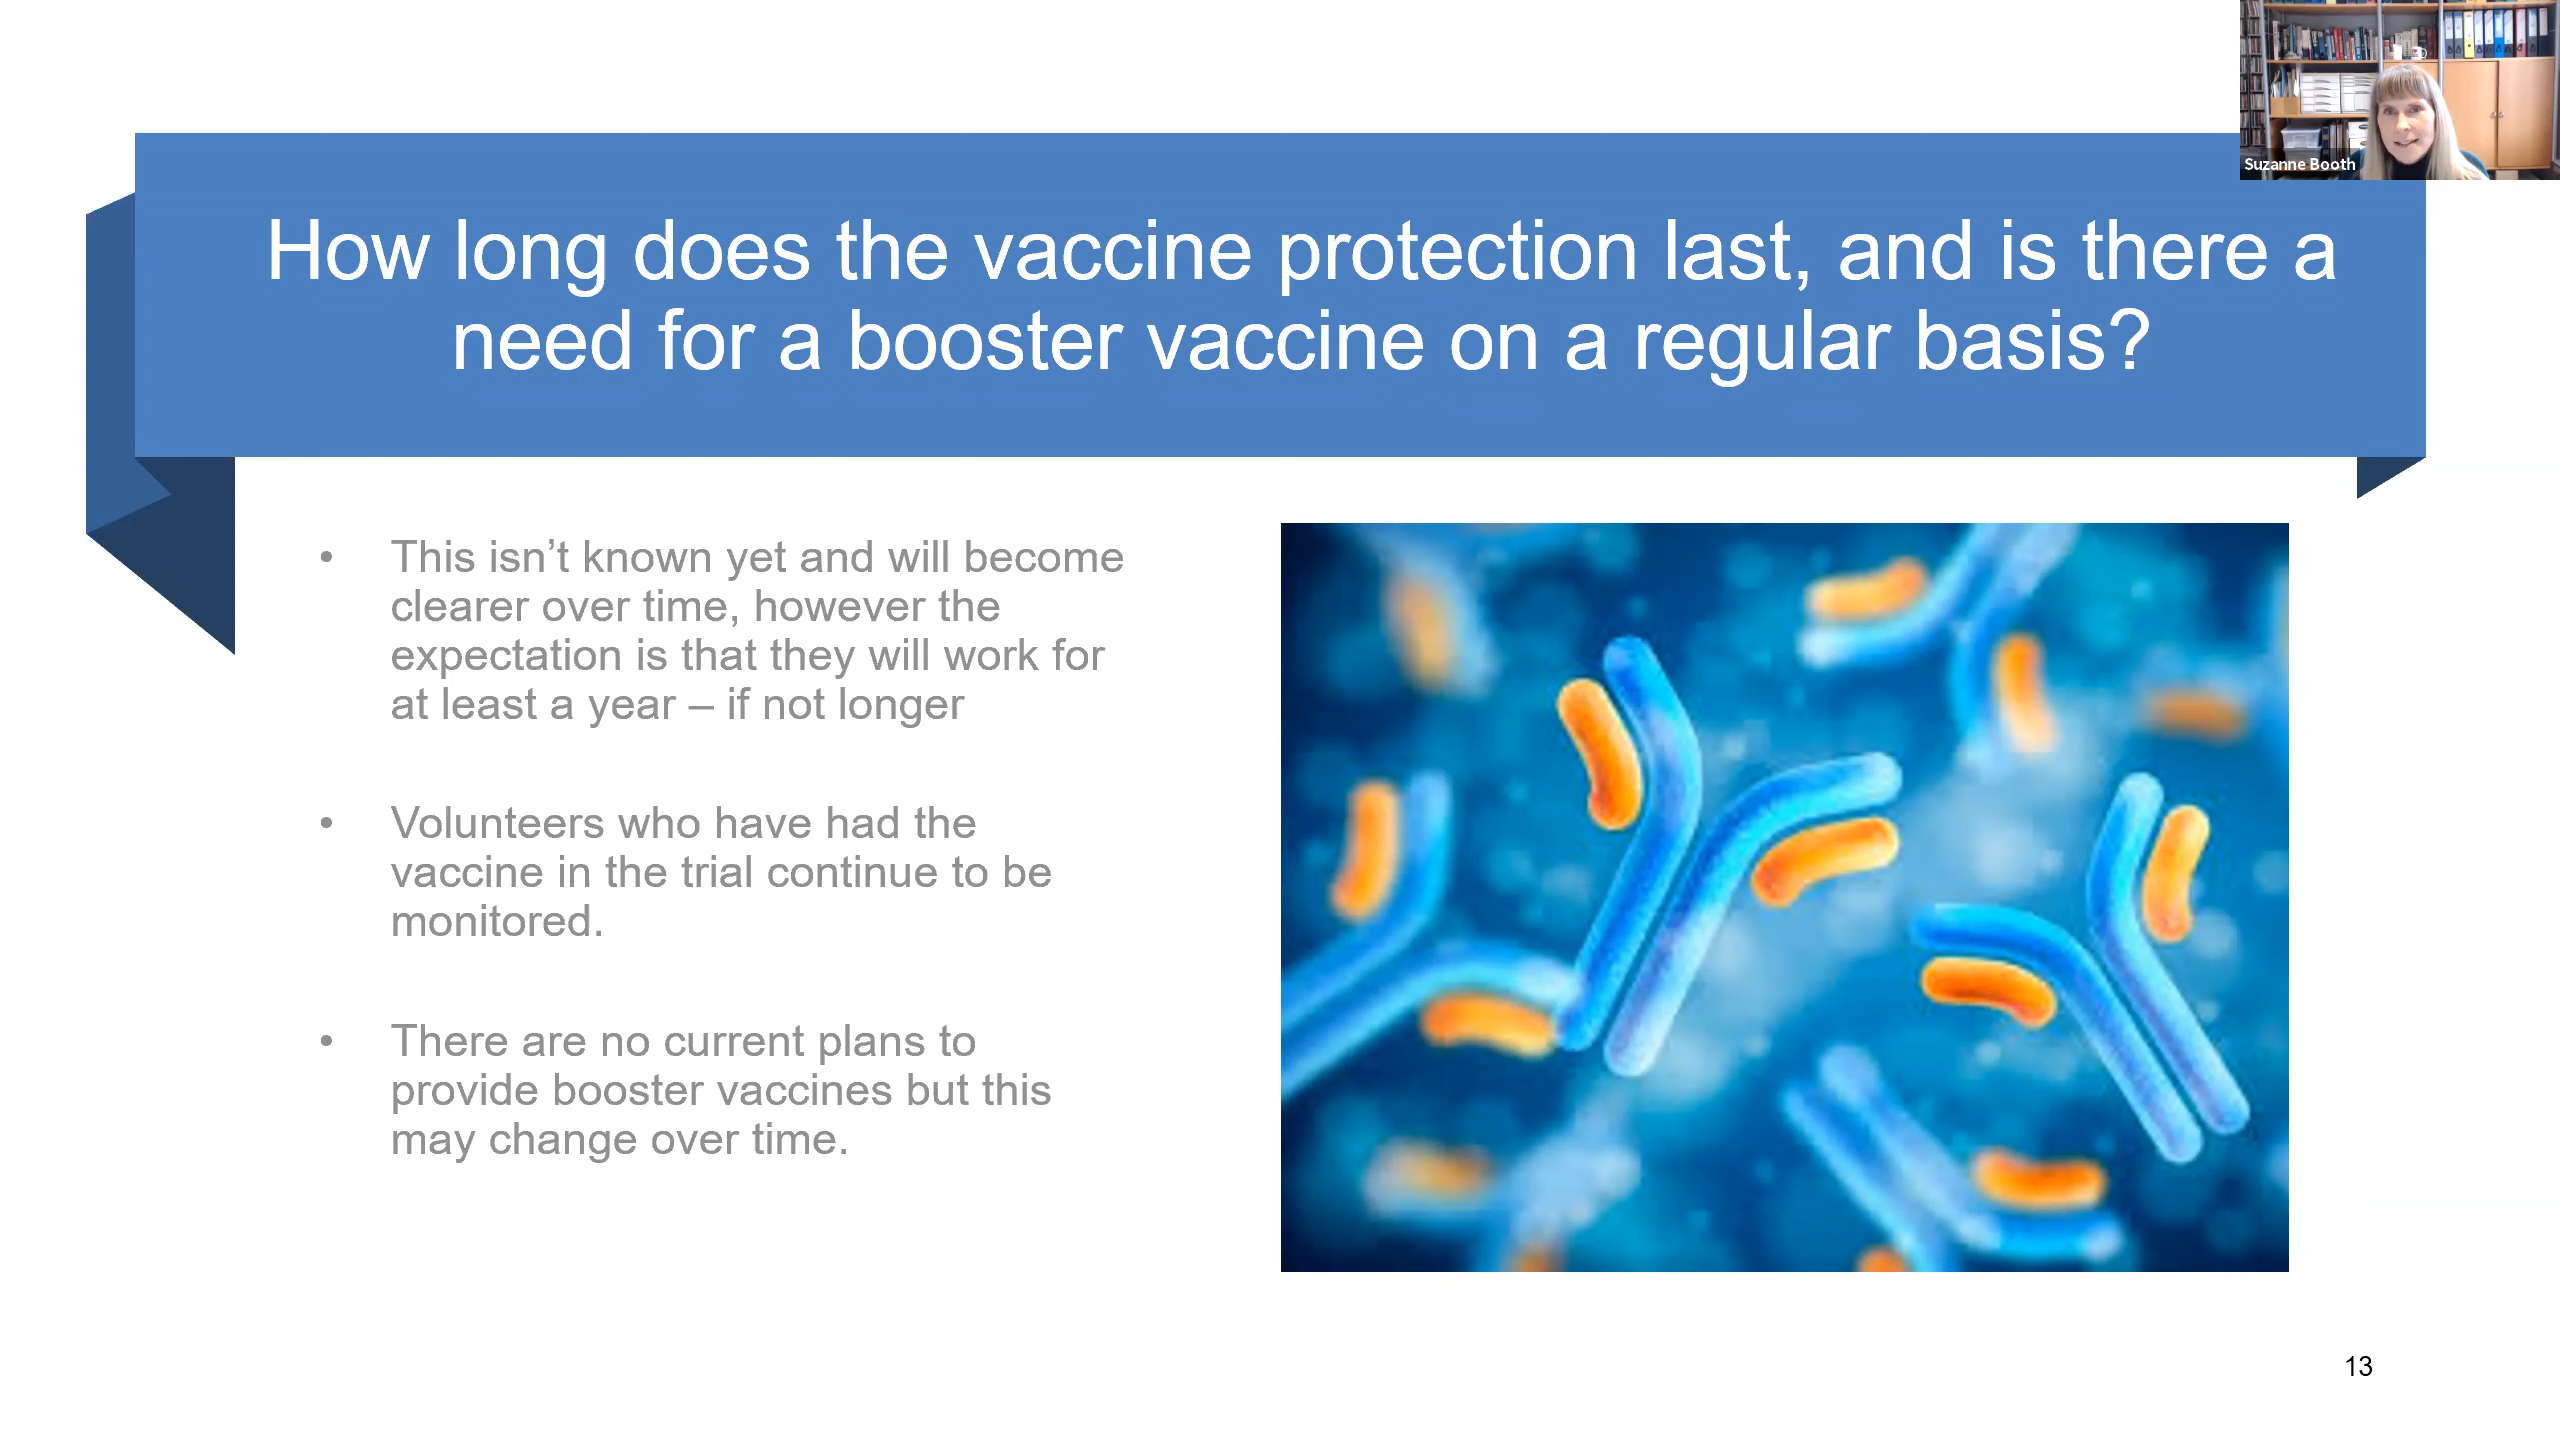 Suzanne Booth
How long does the vaccine protection last, and is there a
need for a booster vaccine on a regular basis?
• This isn’t known yet and will become
clearer over time, however the
expectation is that they will work for
at least a year – if not longer
• Volunteers who have had the
vaccine in the trial continue to be
monitored.
• There are no current plans to
provide booster vaccines but this
may change over time.
13